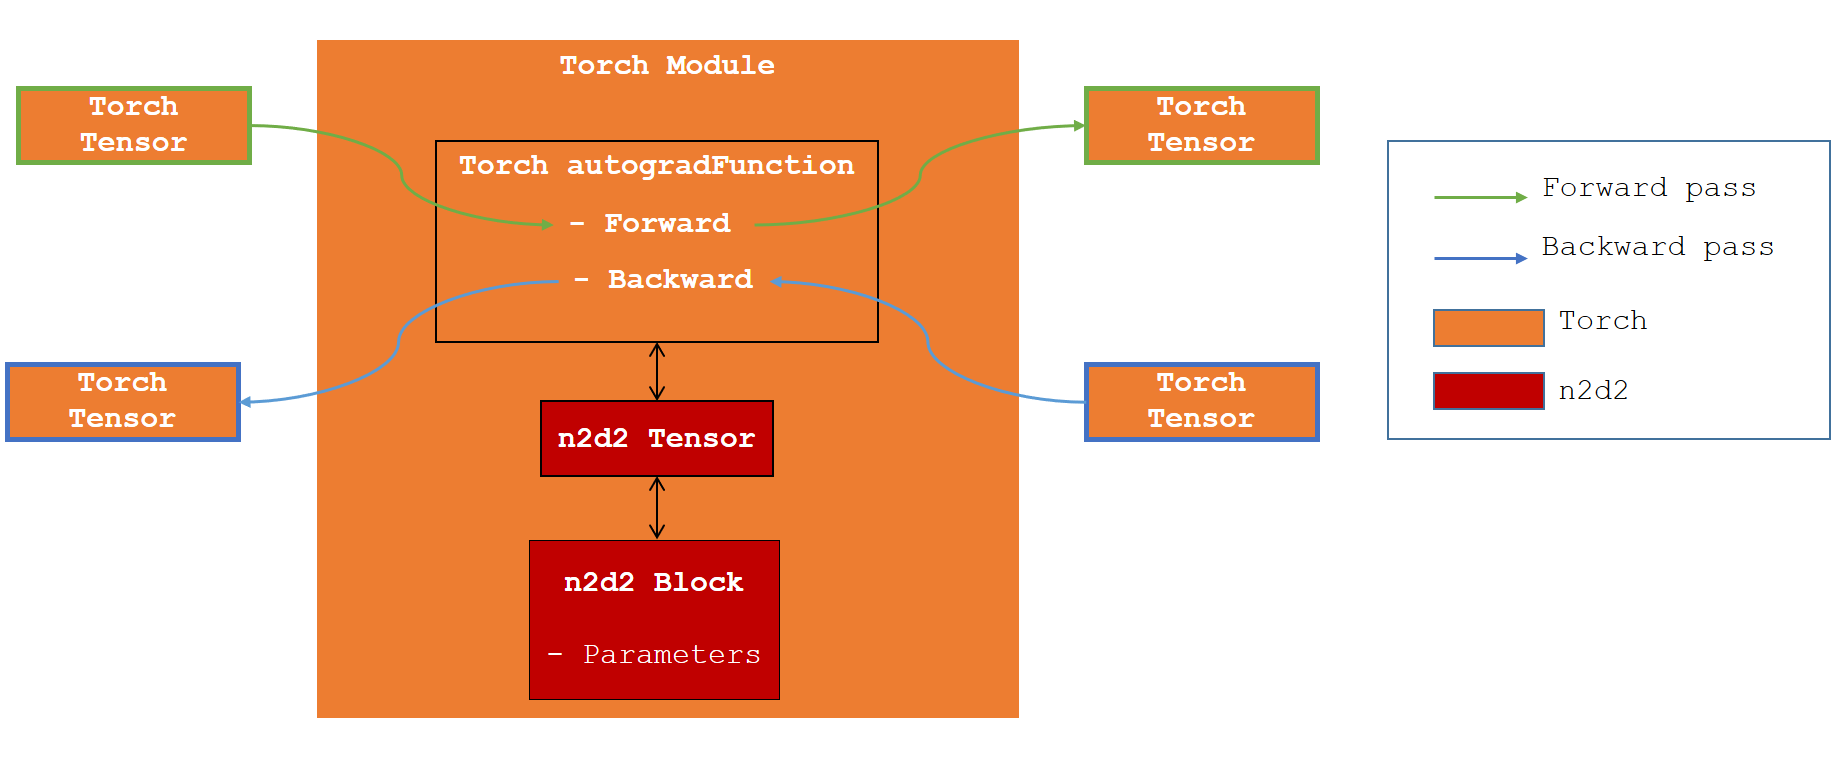 Torch Module
Torch
Tensor
Torch autogradFunction
- Forward
- Backward
Torch
Tensor
Torch
Tensor
Torch
Tensor
n2d2 Tensor
n2d2 Block
- Parameters
Forward pass
Backward pass
Torch
n2d2